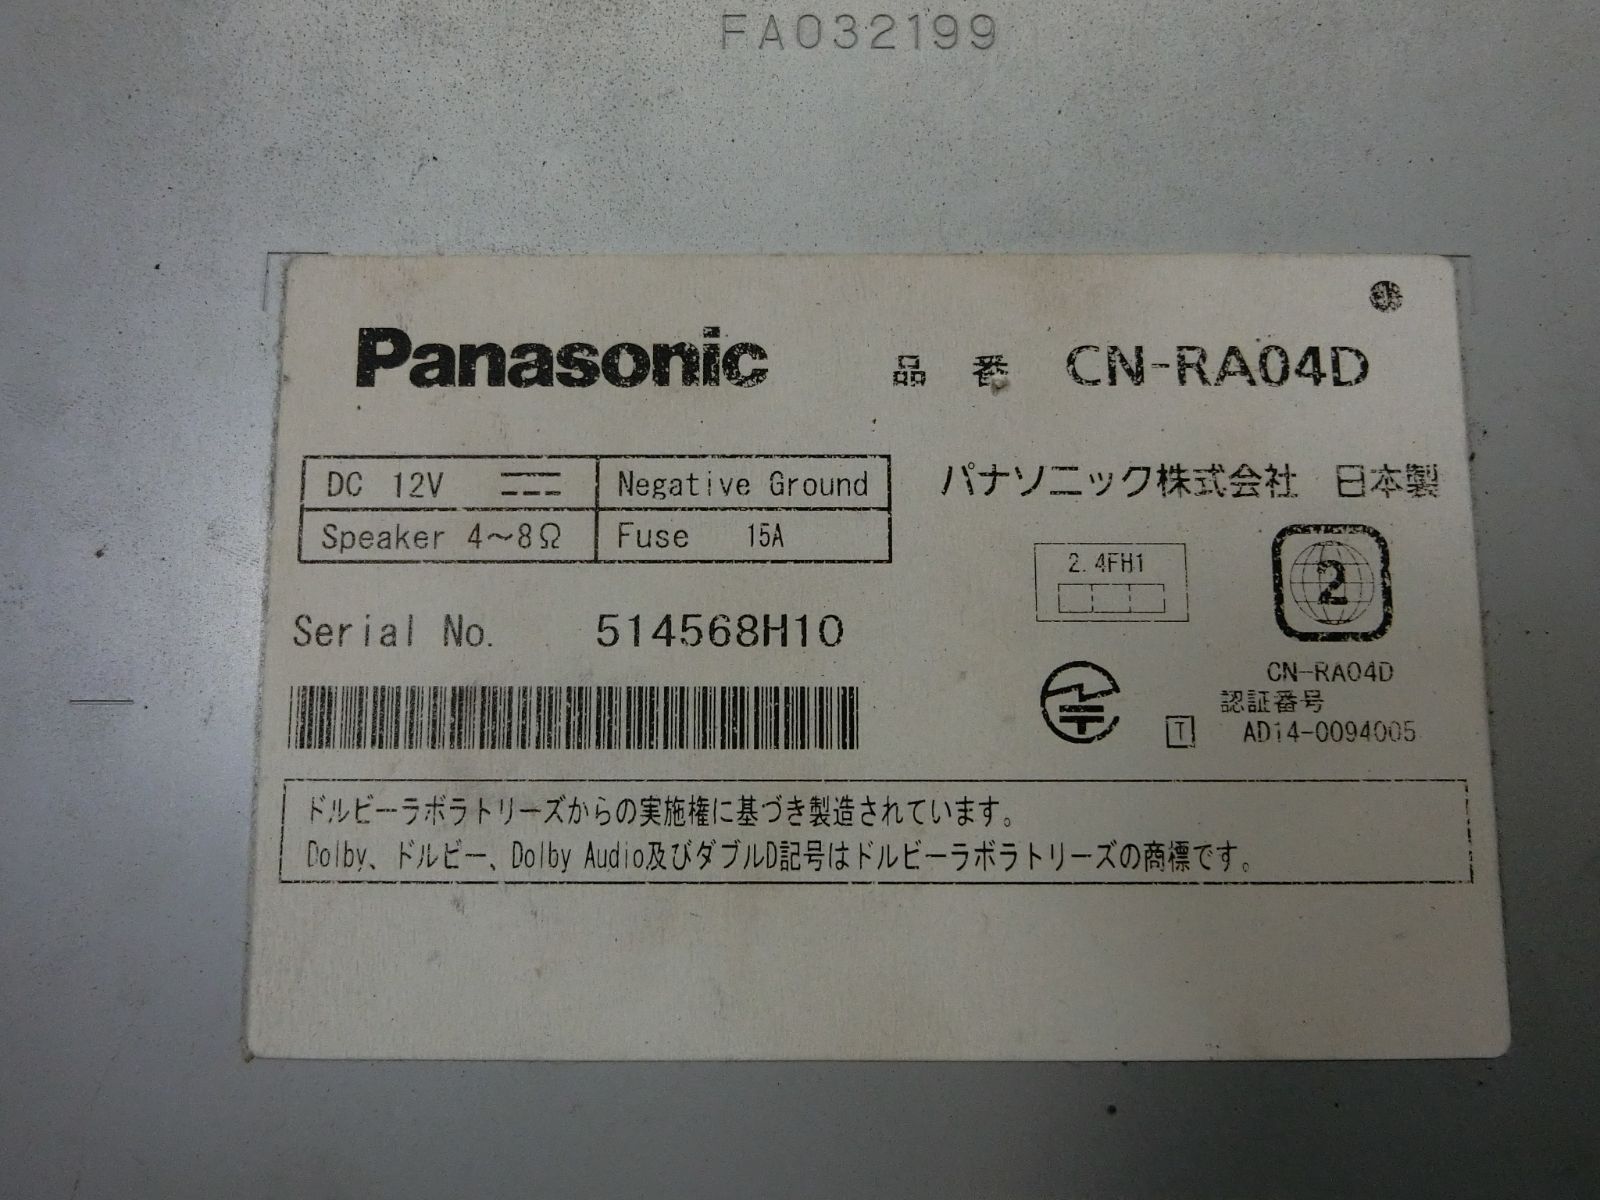 FA032199
Panasonic 品番 CN-RA04D
DC 12V Negative Ground
Speaker 4～8Ω Fuse 15A
パナソニック株式会社 日本製
2.4FH1
2
Serial No. 514568H10
CN-RA04D
認証番号
T AD14-0094005
ドルビーラボラトリーズからの実施権に基づき製造されています。
Dolby、ドルビー、Dolby Audio及びダブルD記号はドルビーラボラトリーズの商標です。